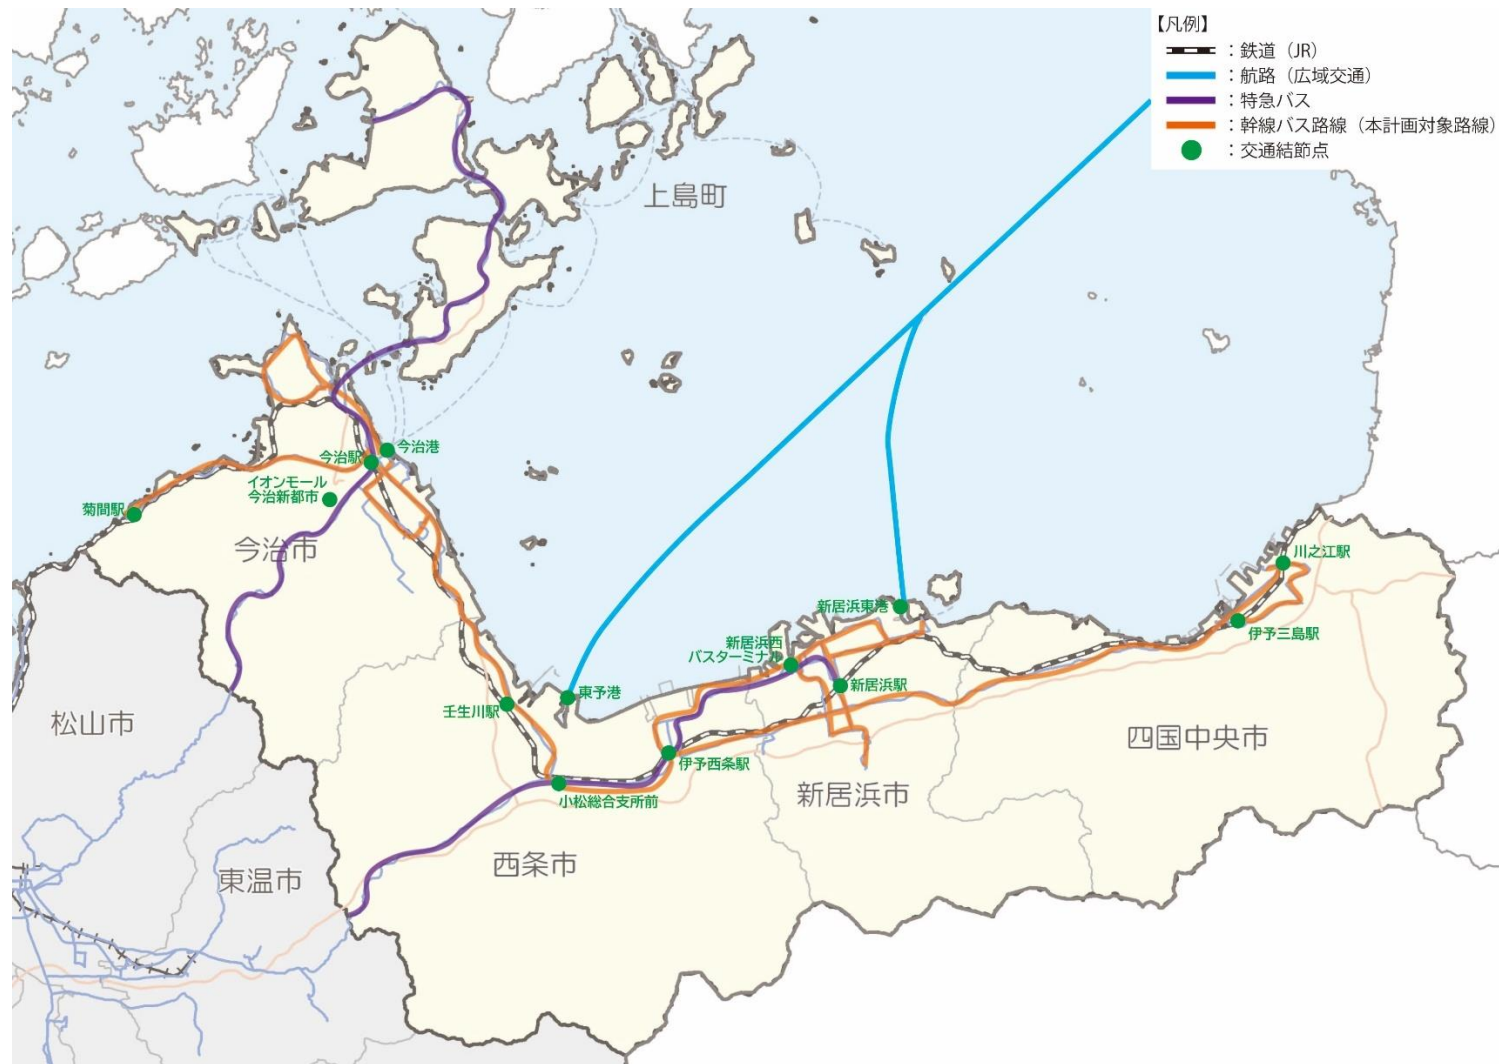 【凡例】
：鉄道（JR）
：航路（広域交通）
：特急バス
：幹線バス路線（本計画対象路線）
：交通結節点
上島町
今治港
今治駅
イオンモール
今治新都市
菊間駅
今治市
川之江駅
新居浜東港
伊予三島駅
新居浜西
バスターミナル
新居浜駅
東予港
壬生川駅
松山市
四国中央市
伊予西条駅
新居浜市
小松総合支所前
西条市
東温市